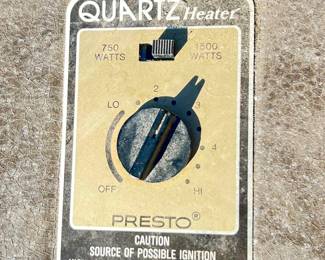 QUARTZ Heater
750 1500
WATTS WATTS
2
LO 3
4
OFF HI
PRESTO®
CAUTION
SOURCE OF POSSIBLE IGNITION